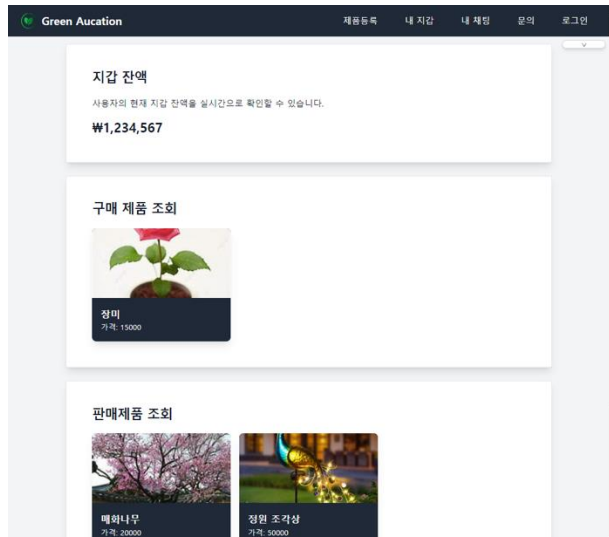 Green Aucation
제품등록 내 지갑 내 채팅 문의 로그인
지갑 잔액
사용자의 현재 지갑 잔액을 실시간으로 확인할 수 있습니다.
₩1,234,567
구매 제품 조회
장미
가격: 15000
판매제품 조회
매화나무 정원 조각상
가격: 20000 가격: 50000